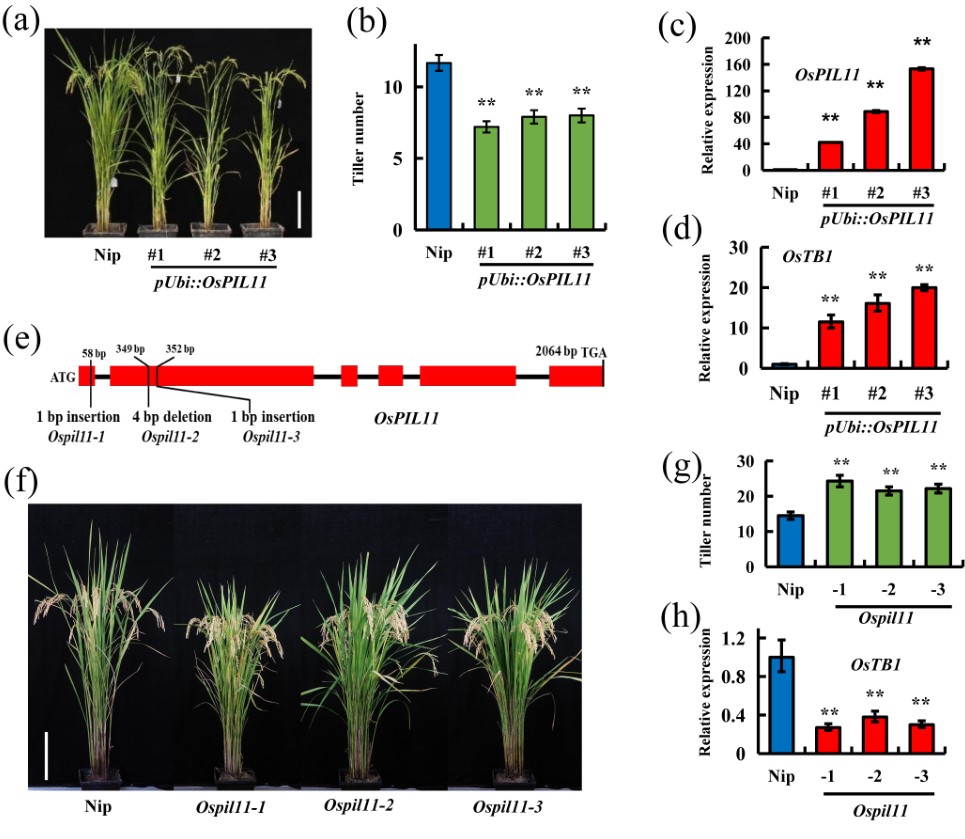 (a)
Nip #1 #2 #3
pUbi::OsPIL11
(b)
Tiller number
10
5
0
**
**
**
Nip #1 #2 #3
pUbi::OsPIL11
(c)
Relative expression
200
160
120
80
40
0
OsPIL11
**
**
**
Nip #1 #2 #3
pUbi::OsPIL11
(d)
Relative expression
30
20
10
0
OsTB1
**
**
**
Nip #1 #2 #3
pUbi::OsPIL11
(e)
58 bp 349 bp 352 bp 2064 bp TGA
ATG
1 bp insertion 4 bp deletion 1 bp insertion
Ospil11-1 Ospil11-2 Ospil11-3
OsPIL11
(f)
Nip Ospil11-1 Ospil11-2 Ospil11-3
(g)
Tiller number
30
20
10
0
**
**
**
Nip -1 -2 -3
Ospil11
(h)
Relative expression
1.2
0.8
0.4
0
OsTB1
**
**
**
Nip -1 -2 -3
Ospil11